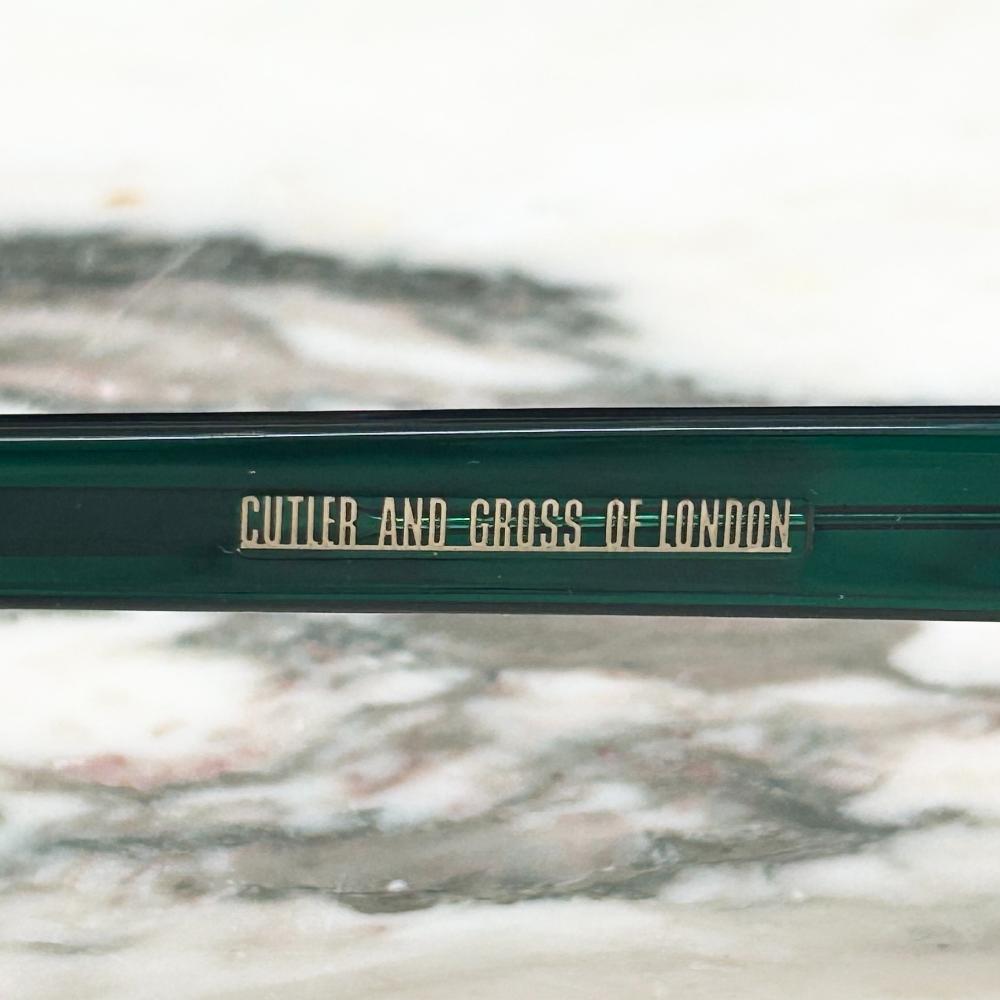 CUTLER AND GROSS OF LONDON